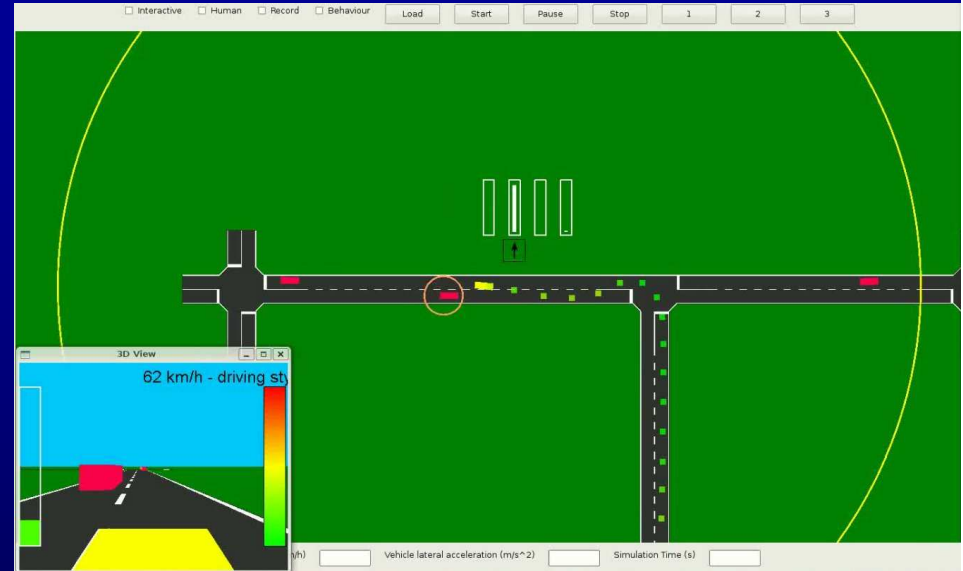 Interactive Human Record Behaviour Load Start Pause Stop 1 2 3
3D View
62 km/h - driving sty
/h) Vehicle lateral acceleration (m/s^2) Simulation Time (s)